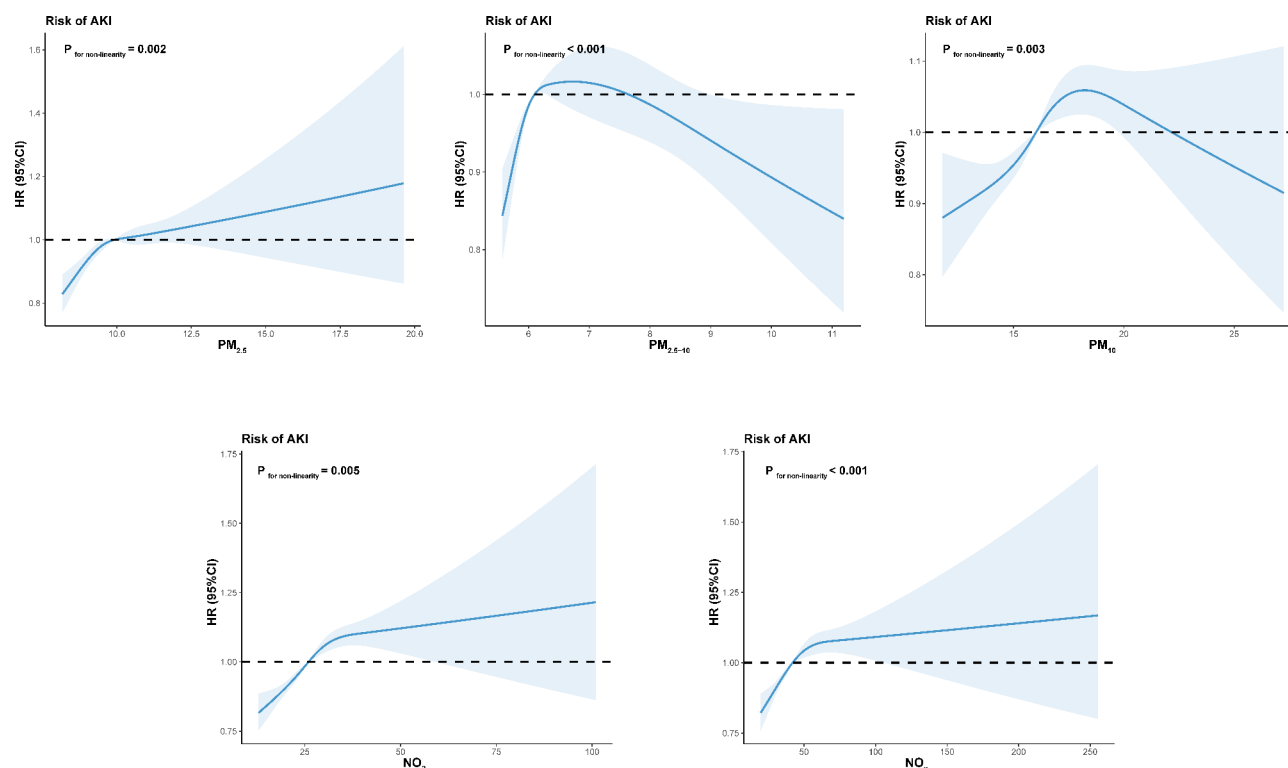 Risk of AKI
P for non-linearity = 0.002
HR (95%CI)
1.6
1.4
1.2
1.0
0.8
10.0 12.5 15.0 17.5 20.0
PM2.5
Risk of AKI
P for non-linearity < 0.001
HR (95%CI)
1.0
0.9
0.8
6 7 8 9 10 11
PM2.5−10
Risk of AKI
P for non-linearity = 0.003
HR (95%CI)
1.1
1.0
0.9
0.8
15 20 25
PM10
Risk of AKI
P for non-linearity = 0.005
HR (95%CI)
1.75
1.50
1.25
1.00
0.75
25 50 75 100
NO
Risk of AKI
P for non-linearity < 0.001
HR (95%CI)
1.75
1.50
1.25
1.00
0.75
50 100 150 200 250
NO